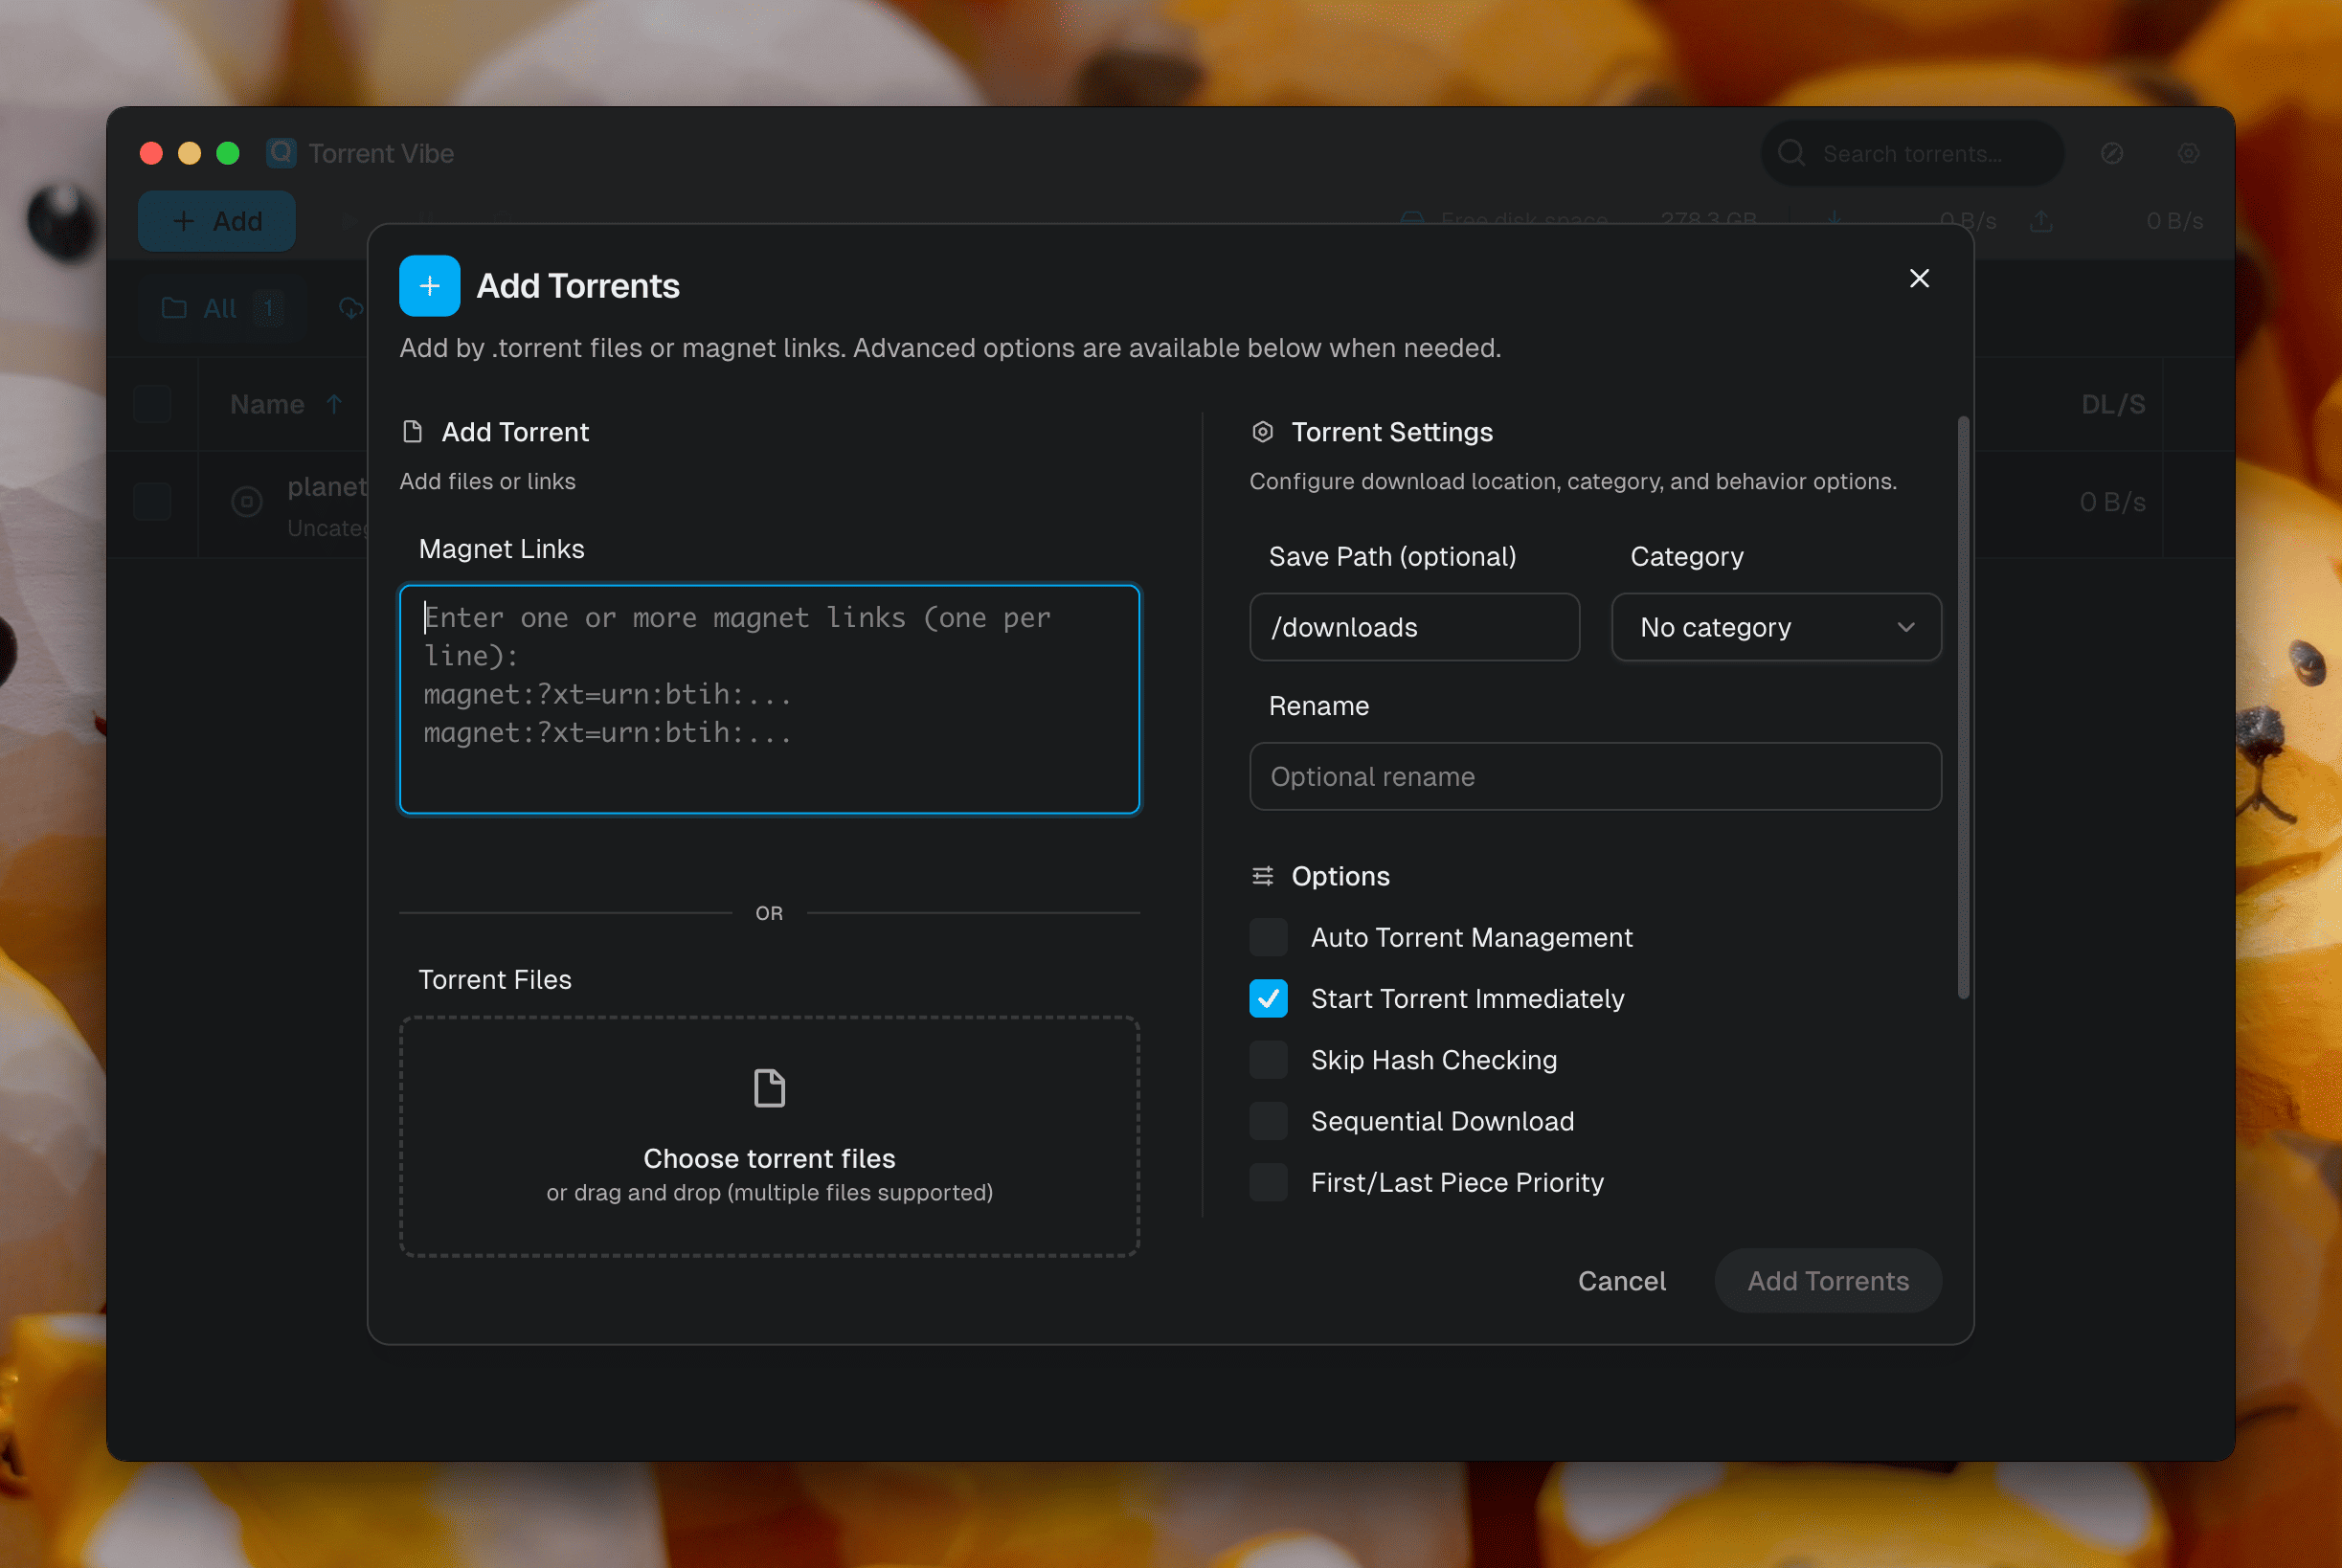 Torrent Vibe
Search torrents...
Add
Free disk space 278.3 GB 0 B/s 0 B/s
All 1
Name
DL/S
planet
Uncateg
0 B/s
Add Torrents
Add by .torrent files or magnet links. Advanced options are available below when needed.
Add Torrent
Add files or links
Magnet Links
Enter one or more magnet links (one per
line):
magnet:?xt=urn:btih:...
magnet:?xt=urn:btih:...
OR
Torrent Files
Choose torrent files
or drag and drop (multiple files supported)
Torrent Settings
Configure download location, category, and behavior options.
Save Path (optional)
Category
/downloads
No category
Rename
Optional rename
Options
Auto Torrent Management
Start Torrent Immediately
Skip Hash Checking
Sequential Download
First/Last Piece Priority
Cancel
Add Torrents